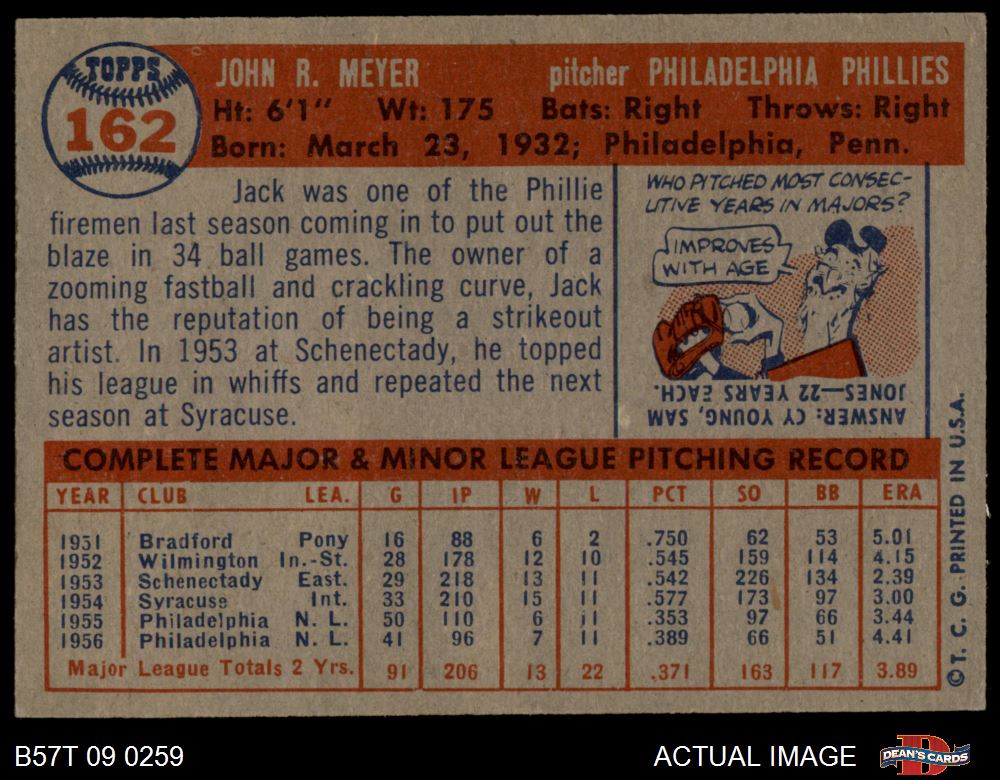 TOPPS
162
JOHN R. MEYER pitcher PHILADELPHIA PHILLIES
Ht: 6'1" Wt: 175 Bats: Right Throws: Right
Born: March 23, 1932; Philadelphia, Penn.
Jack was one of the Phillie
firemen last season coming in to put out the
blaze in 34 ball games. The owner of a
zooming fastball and crackling curve, Jack
has the reputation of being a strikeout
artist. In 1953 at Schenectady, he topped
his league in whiffs and repeated the next
season at Syracuse.
WHO PITCHED MOST CONSEC-
UTIVE YEARS IN MAJORS?
IMPROVES
WITH AGE
ANSWER: CY YOUNG, SAM
JONES—22 YEARS EACH.
COMPLETE MAJOR & MINOR LEAGUE PITCHING RECORD
YEAR CLUB LEA. G IP W L PCT SO BB ERA
1951 Bradford Pony 16 88 6 2 .750 62 53 5.01
1952 Wilmington In.-St. 28 178 12 10 .545 159 114 4.15
1953 Schenectady East. 29 218 13 11 .542 226 134 2.39
1954 Syracuse Int. 33 210 15 11 .577 173 97 3.00
1955 Philadelphia N. L. 50 110 6 11 .353 97 66 3.44
1956 Philadelphia N. L. 41 96 7 11 .389 66 51 4.41
Major League Totals 2 Yrs. 91 206 13 22 .371 163 117 3.89
©T. C. G. PRINTED IN U.S.A.
B57T 09 0259
ACTUAL IMAGE
D
DEAN'S CARDS